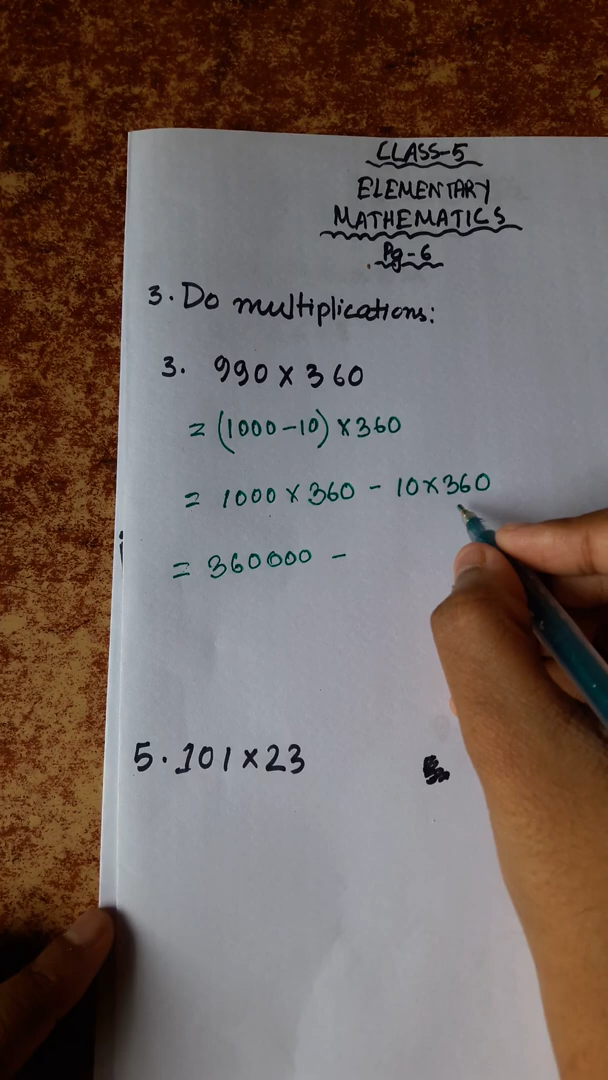 CLASS-5
ELEMENTARY
MATHEMATICS
Pg-6
3. Do multiplications:
3. 990 × 360
= (1000-10) × 360
= 1000 × 360 - 10 × 360
= 360000 -
5. 101 × 23